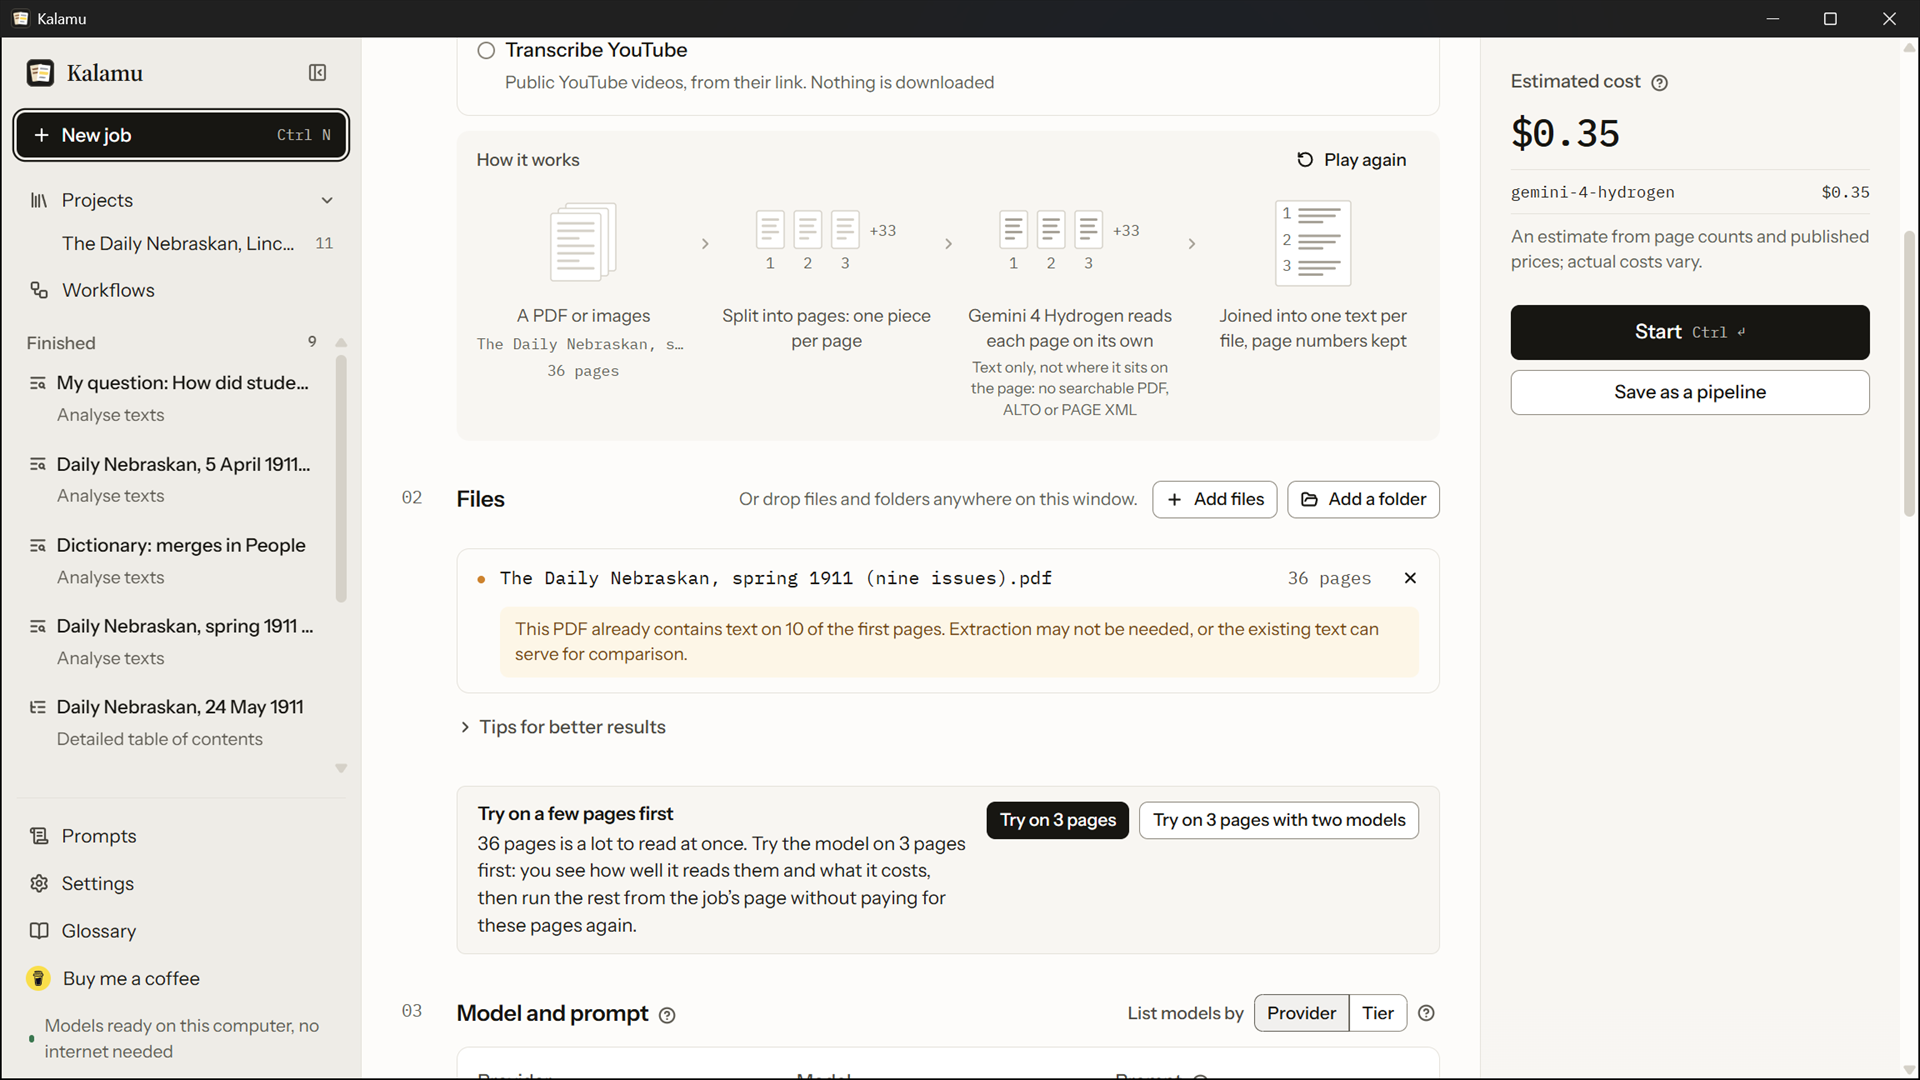 Kalamu
Kalamu
New job Ctrl N
Projects
The Daily Nebraskan, Linc... 11
Workflows
Finished 9
My question: How did stude...
Analyse texts
Daily Nebraskan, 5 April 1911...
Analyse texts
Dictionary: merges in People
Analyse texts
Daily Nebraskan, spring 1911 ...
Analyse texts
Daily Nebraskan, 24 May 1911
Detailed table of contents
Prompts
Settings
Glossary
Buy me a coffee
Models ready on this computer, no
internet needed
Transcribe YouTube
Public YouTube videos, from their link. Nothing is downloaded
How it works
Play again
A PDF or images
The Daily Nebraskan, s…
36 pages
+33
1 2 3
Split into pages: one piece
per page
+33
1 2 3
Gemini 4 Hydrogen reads
each page on its own
Text only, not where it sits on
the page: no searchable PDF,
ALTO or PAGE XML
1
2
3
Joined into one text per
file, page numbers kept
02 Files
Or drop files and folders anywhere on this window.
Add files
Add a folder
The Daily Nebraskan, spring 1911 (nine issues).pdf 36 pages
This PDF already contains text on 10 of the first pages. Extraction may not be needed, or the existing text can
serve for comparison.
Tips for better results
Try on a few pages first
36 pages is a lot to read at once. Try the model on 3 pages
first: you see how well it reads them and what it costs,
then run the rest from the job’s page without paying for
these pages again.
Try on 3 pages
Try on 3 pages with two models
03 Model and prompt
List models by Provider Tier
Provider Model Prompt
Estimated cost
$0.35
gemini-4-hydrogen $0.35
An estimate from page counts and published
prices; actual costs vary.
Start Ctrl ↵
Save as a pipeline